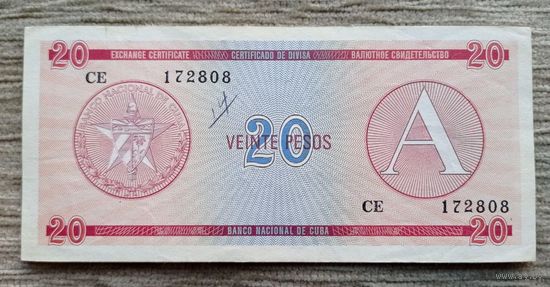 20 EXCHANGE CERTIFICATE CERTIFICADO DE DIVISA ВАЛЮТНОЕ СВИДЕТЕЛЬСТВО 20
CE 172808
BANCO NACIONAL DE CUBA
14
VEINTE PESOS
20
A
CE 172808
20 BANCO NACIONAL DE CUBA 20